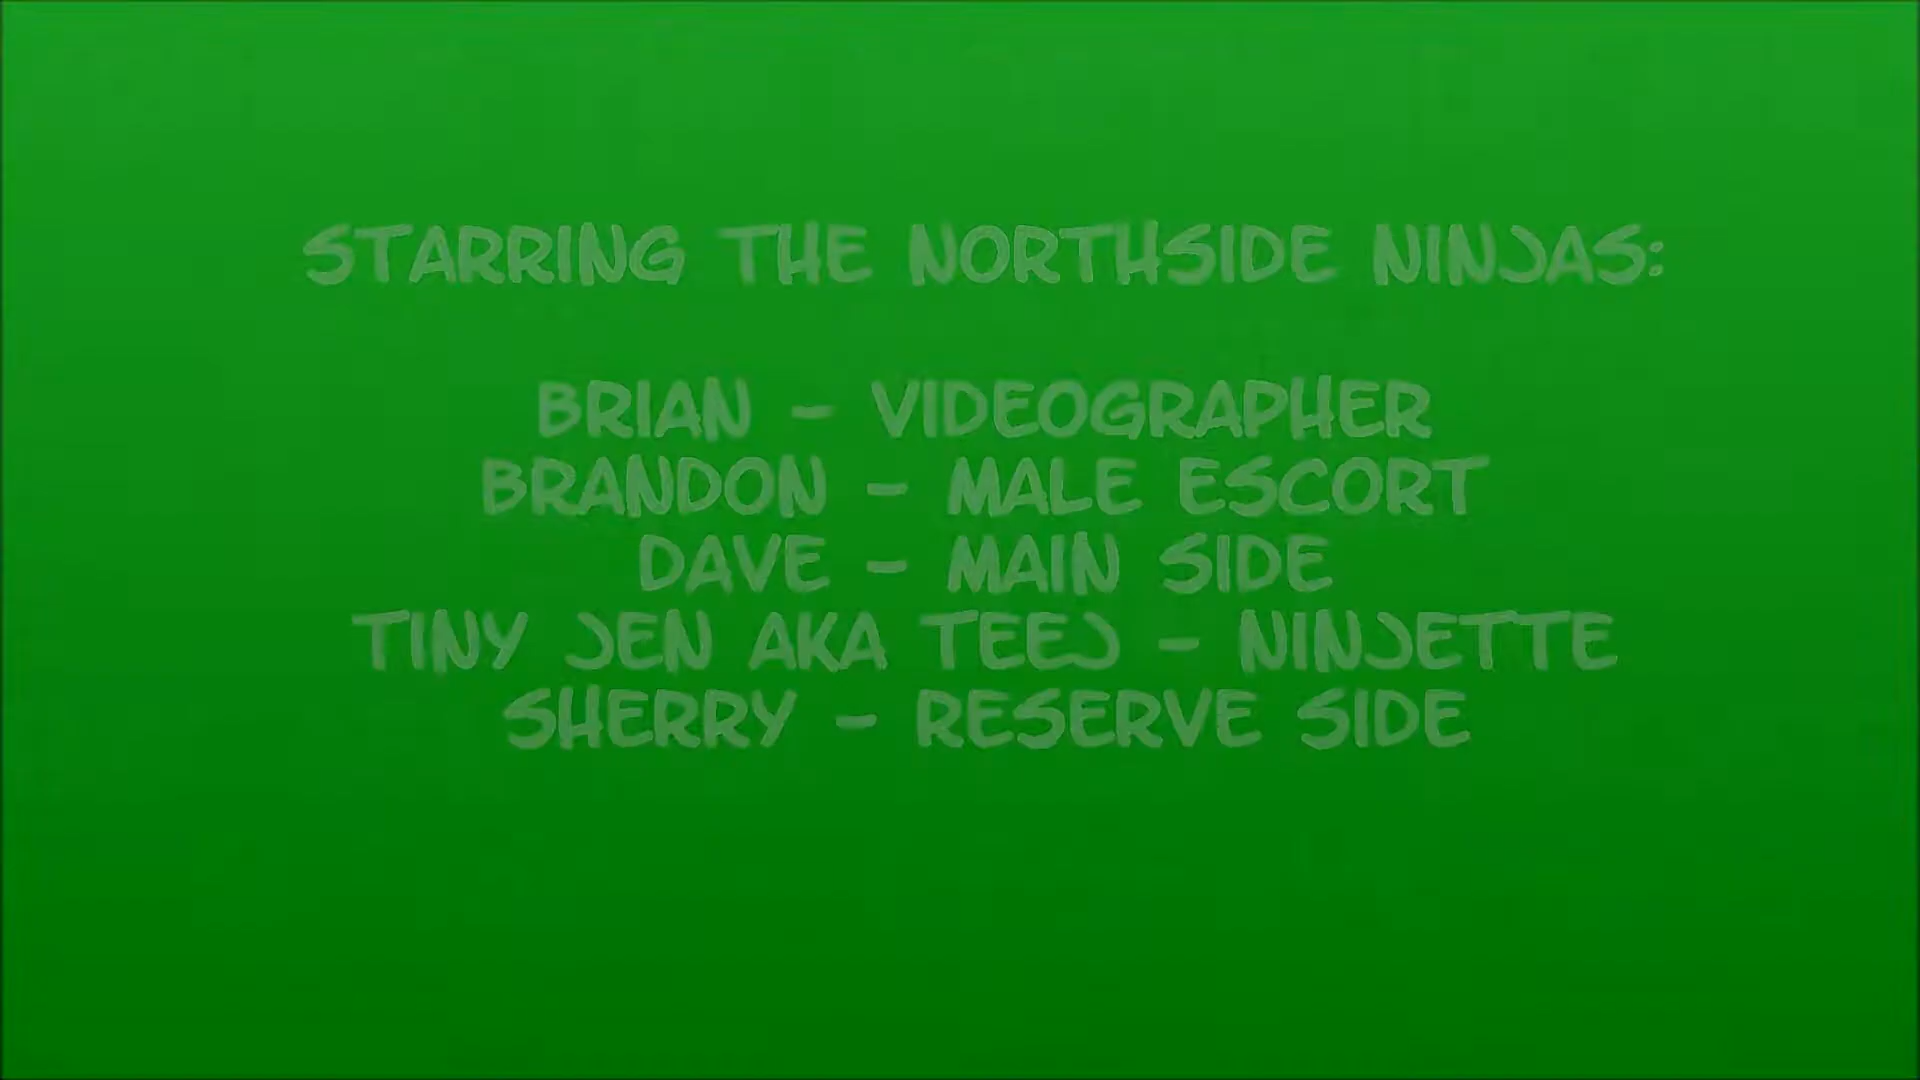 STARRING THE NORTHSIDE NINJAS:
BRIAN - VIDEOGRAPHER
BRANDON - MALE ESCORT
DAVE - MAIN SIDE
TINY JEN AKA TEEJ - NINJETTE
SHERRY - RESERVE SIDE